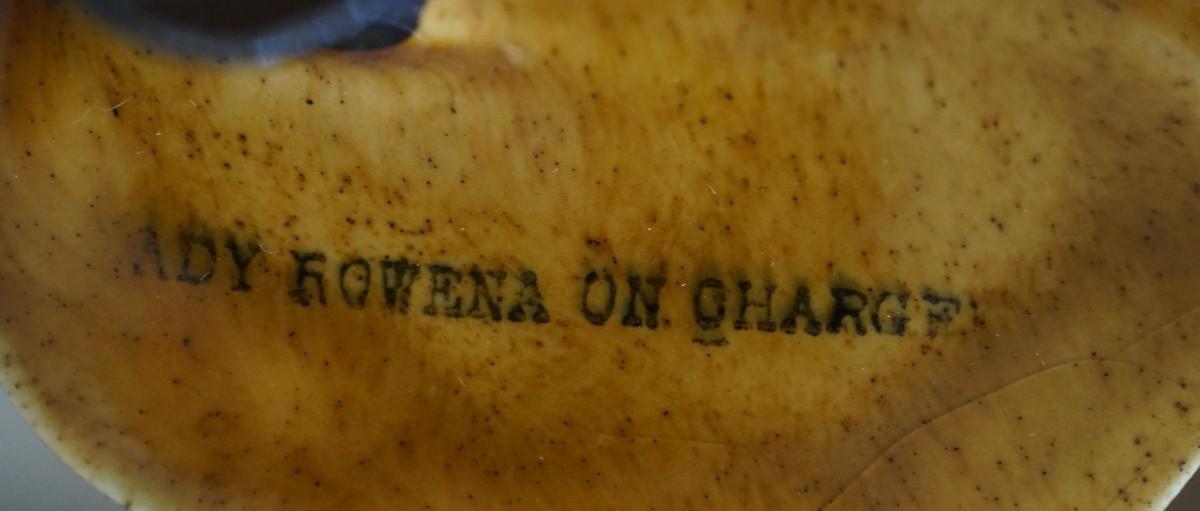 ADY ROWENA ON CHARGE